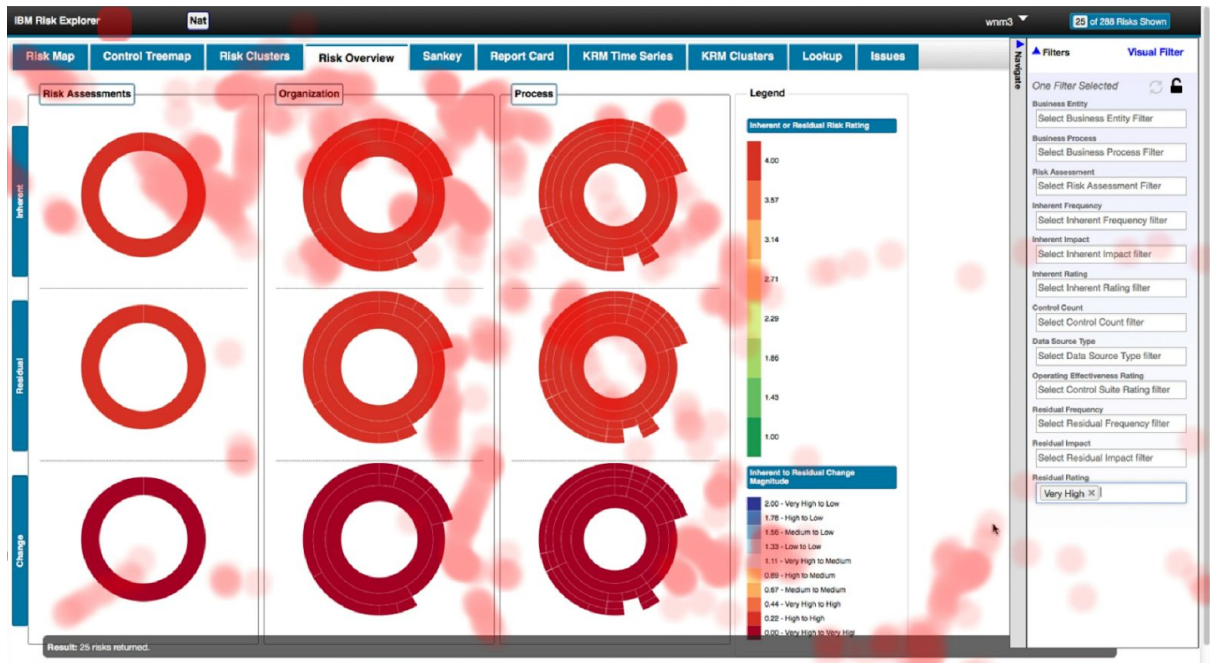 IBM Risk Explorer
Nat
wnm3
25 of 288 Risks Shown
Risk Map
Control Treemap
Risk Clusters
Risk Overview
Sankey
Report Card
KRM Time Series
KRM Clusters
Lookup
Issues
Navigate
Filters
Visual Filter
Risk Assessments
Organization
Process
Legend
Inherent
Residual
Change
Inherent or Residual Risk Rating
4.00
3.57
3.14
2.71
2.29
1.86
1.43
1.00
Inherent to Residual Change
Magnitude
2.00 - Very High to Low
1.78 - High to Low
1.56 - Medium to Low
1.33 - Low to Low
1.11 - Very High to Medium
0.89 - High to Medium
0.67 - Medium to Medium
0.44 - Very High to High
0.22 - High to High
0.00 - Very High to Very Higl
One Filter Selected
Business Entity
Select Business Entity Filter
Business Process
Select Business Process Filter
Risk Assessment
Select Risk Assessment Filter
Inherent Frequency
Select Inherent Frequency filter
Inherent Impact
Select Inherent Impact filter
Inherent Rating
Select Inherent Rating filter
Control Count
Select Control Count filter
Data Source Type
Select Data Source Type filter
Operating Effectiveness Rating
Select Control Suite Rating filter
Residual Frequency
Select Residual Frequency filter
Residual Impact
Select Residual Impact filter
Residual Rating
Very High ×
Result: 25 risks returned.